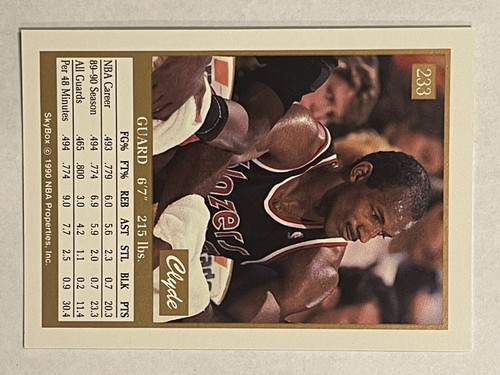 233
lazers
Clyde
GUARD 6'7" 215 lbs.
FG% FT% REB AST STL BLK PTS
NBA Career .493 .779 6.0 5.6 2.3 0.7 20.3
89-90 Season .494 .774 6.9 5.9 2.0 0.7 23.3
All Guards .465 .800 3.0 4.2 1.1 0.2 11.4
Per 48 Minutes .494 .774 9.0 7.7 2.5 0.9 30.4
SkyBox © 1990 NBA Properties, Inc.